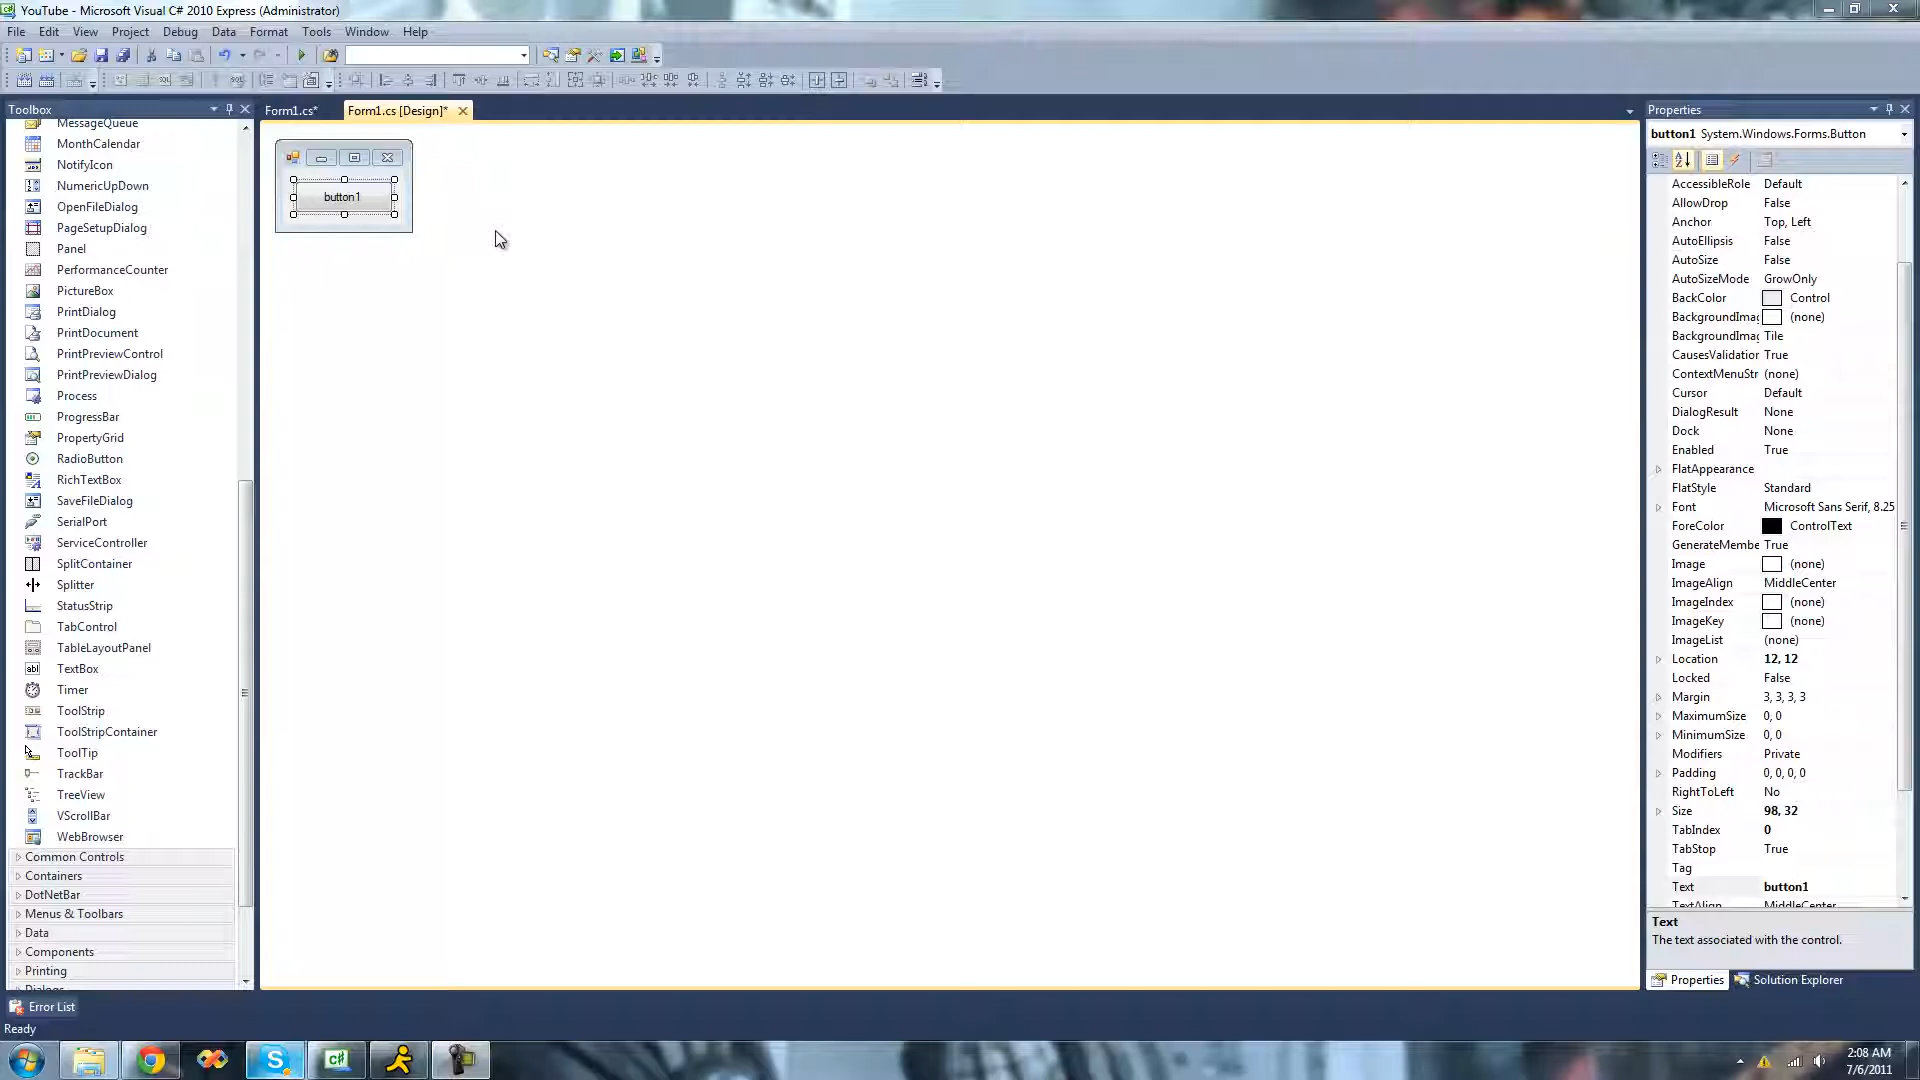 YouTube - Microsoft Visual C# 2010 Express (Administrator)
File Edit View Project Debug Data Format Tools Window Help
Toolbox
Form1.cs* Form1.cs [Design]*
Properties
button1 System.Windows.Forms.Button
MessageQueue
MonthCalendar
NotifyIcon
NumericUpDown
OpenFileDialog
PageSetupDialog
Panel
PerformanceCounter
PictureBox
PrintDialog
PrintDocument
PrintPreviewControl
PrintPreviewDialog
Process
ProgressBar
PropertyGrid
RadioButton
RichTextBox
SaveFileDialog
SerialPort
ServiceController
SplitContainer
Splitter
StatusStrip
TabControl
TableLayoutPanel
TextBox
Timer
ToolStrip
ToolStripContainer
ToolTip
TrackBar
TreeView
VScrollBar
WebBrowser
Common Controls
Containers
DotNetBar
Menus & Toolbars
Data
Components
Printing
Dialogs
button1
AccessibleRole Default
AllowDrop False
Anchor Top, Left
AutoEllipsis False
AutoSize False
AutoSizeMode GrowOnly
BackColor Control
BackgroundImag (none)
BackgroundImag Tile
CausesValidation True
ContextMenuStr (none)
Cursor Default
DialogResult None
Dock None
Enabled True
FlatAppearance
FlatStyle Standard
Font Microsoft Sans Serif, 8.25
ForeColor ControlText
GenerateMembe True
Image (none)
ImageAlign MiddleCenter
ImageIndex (none)
ImageKey (none)
ImageList (none)
Location 12, 12
Locked False
Margin 3, 3, 3, 3
MaximumSize 0, 0
MinimumSize 0, 0
Modifiers Private
Padding 0, 0, 0, 0
RightToLeft No
Size 98, 32
TabIndex 0
TabStop True
Tag
Text button1
TextAlign MiddleCenter
Text
The text associated with the control.
Properties Solution Explorer
Error List
Ready
2:08 AM
7/6/2011